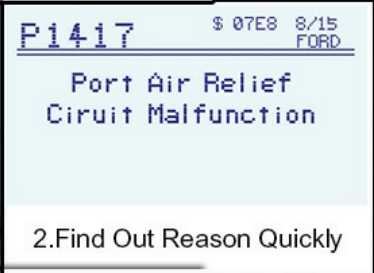 P1417 $ 07E8 8/15
FORD
Port Air Relief
Ciruit Malfunction
2.Find Out Reason Quickly